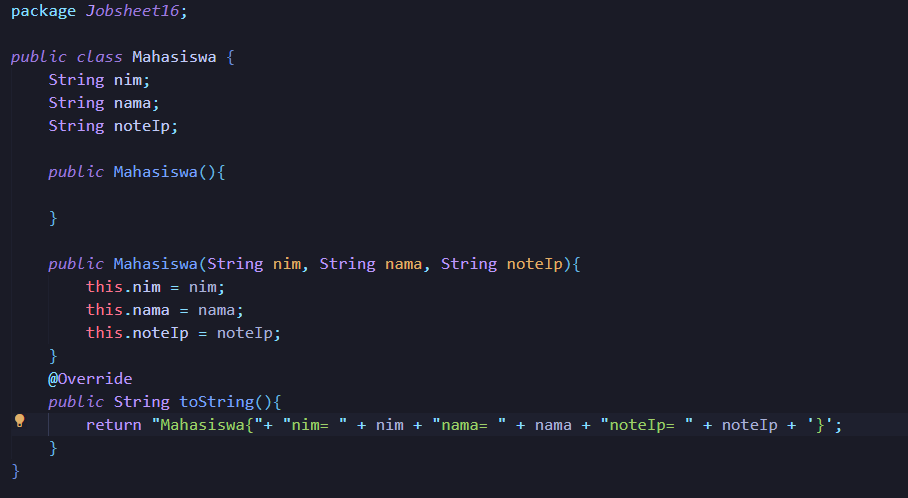 package Jobsheet16;
public class Mahasiswa {
String nim;
String nama;
String noteIp;
public Mahasiswa(){
}
public Mahasiswa(String nim, String nama, String noteIp){
this.nim = nim;
this.nama = nama;
this.noteIp = noteIp;
}
@Override
public String toString(){
return "Mahasiswa{"+ "nim= " + nim + "nama= " + nama + "noteIp= " + noteIp + '}';
}
}